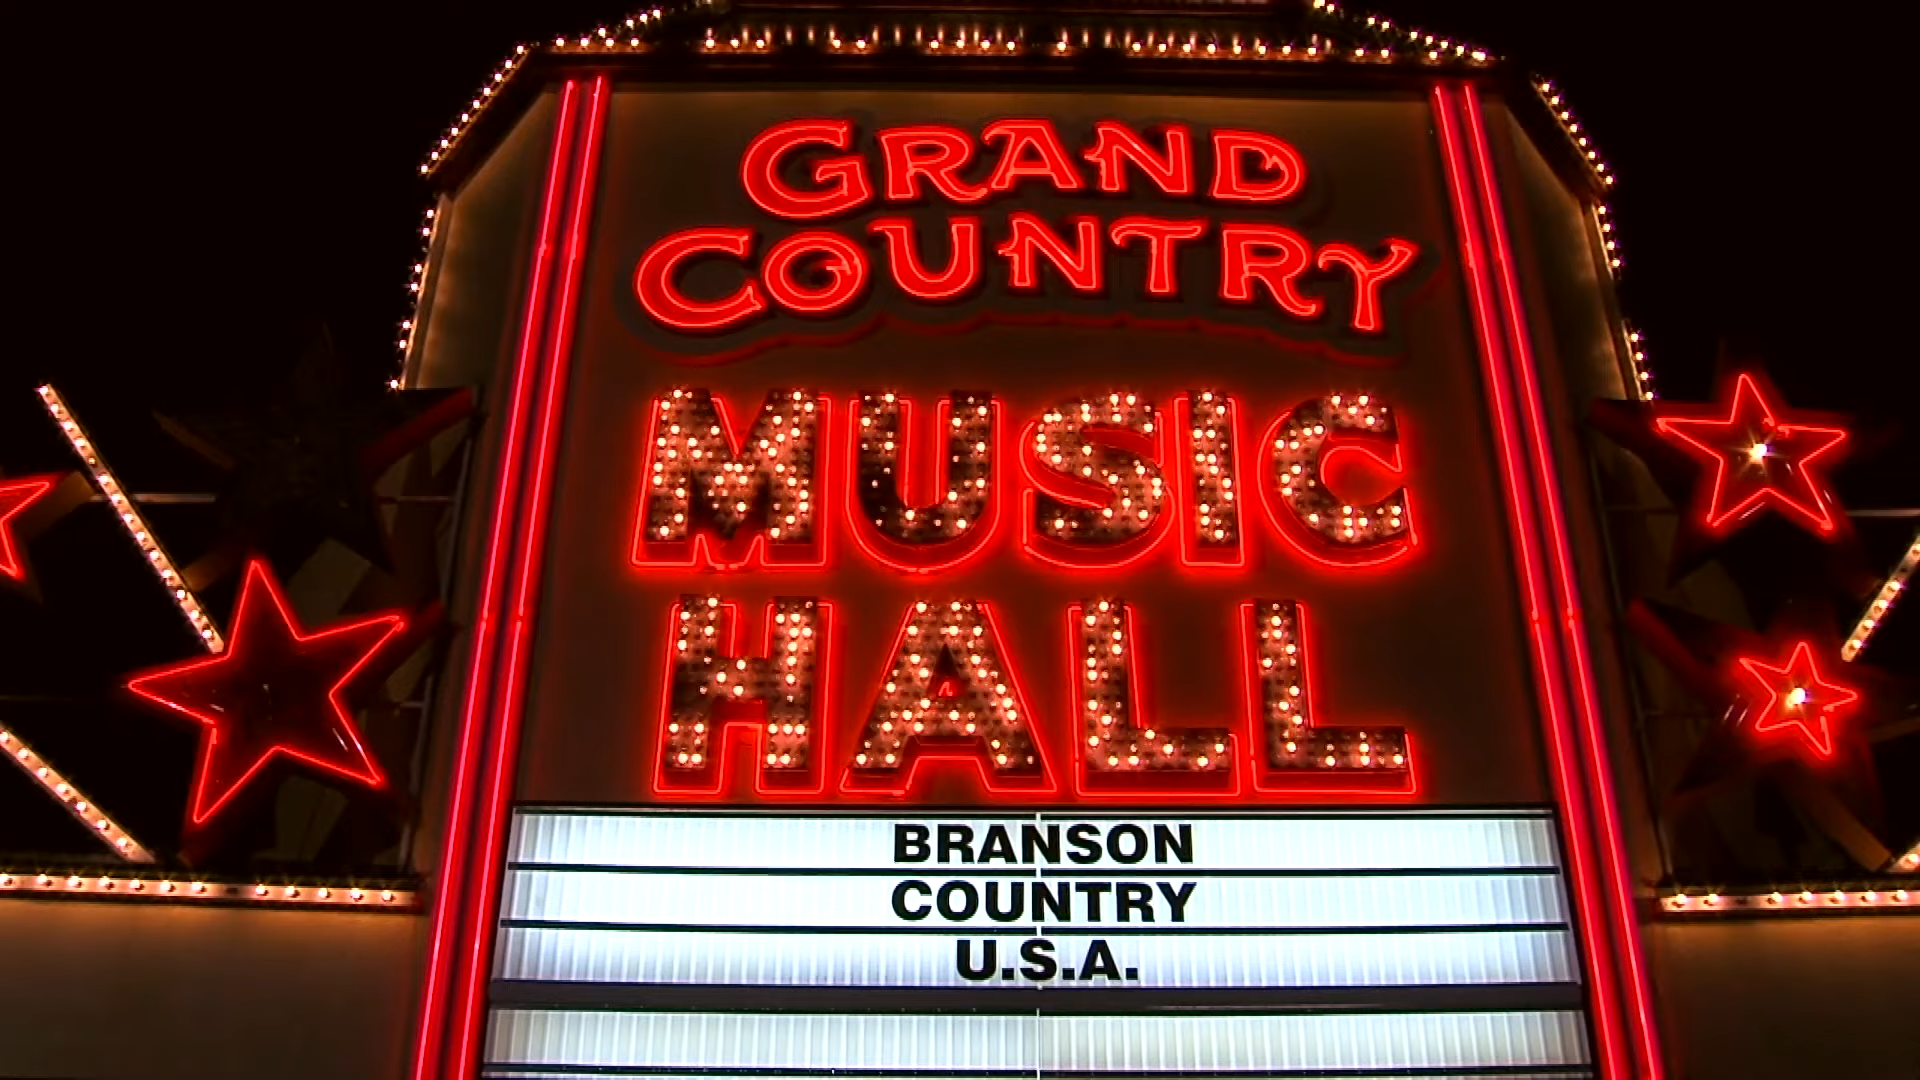 GRAND
COUNTRY
MUSIC
HALL
BRANSON
COUNTRY
U.S.A.